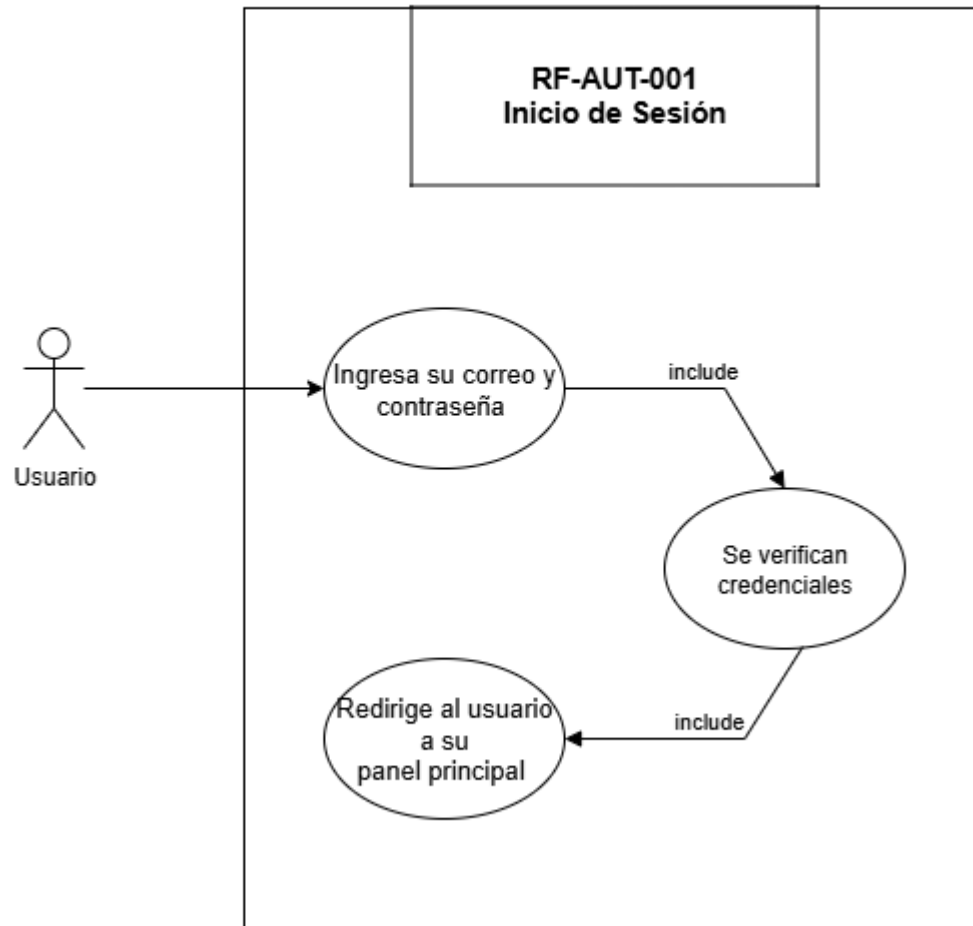 RF-AUT-001
Inicio de Sesión
Ingresa su correo y
contraseña
include
Usuario
Se verifican
credenciales
Redirige al usuario
a su
panel principal
include